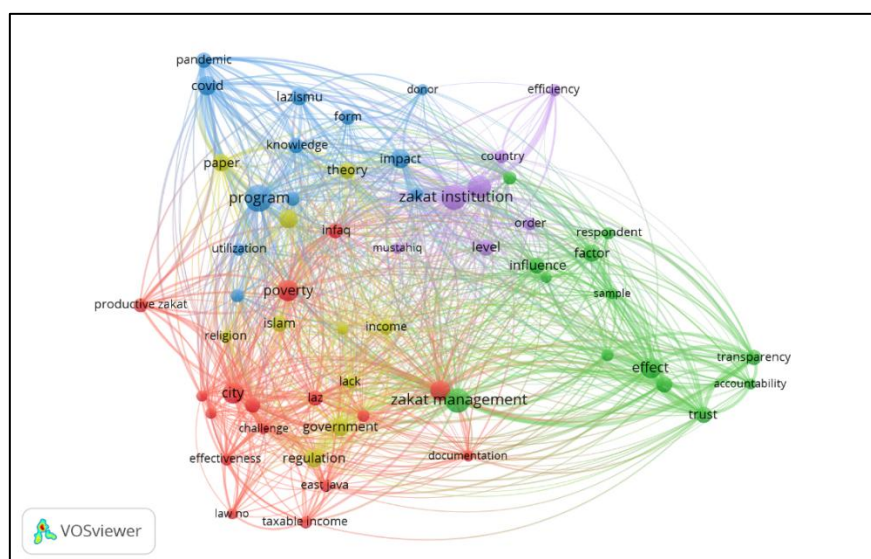 pandemic
covid
lazismu
donor
efficiency
form
knowledge
paper
theory
impact
country
program
zakat institution
infaq
order
respondent
utilization
mustahiq
level
factor
influence
poverty
sample
productive zakat
islam
income
religion
transparency
effect
lack
accountability
city
laz
zakat management
trust
challenge
government
effectiveness
regulation
documentation
east java
law no
taxable income
VOSviewer